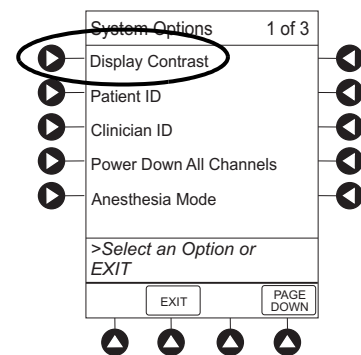 System Options 1 of 3
Display Contrast
Patient ID
Clinician ID
Power Down All Channels
Anesthesia Mode
>Select an Option or
EXIT
EXIT
PAGE
DOWN